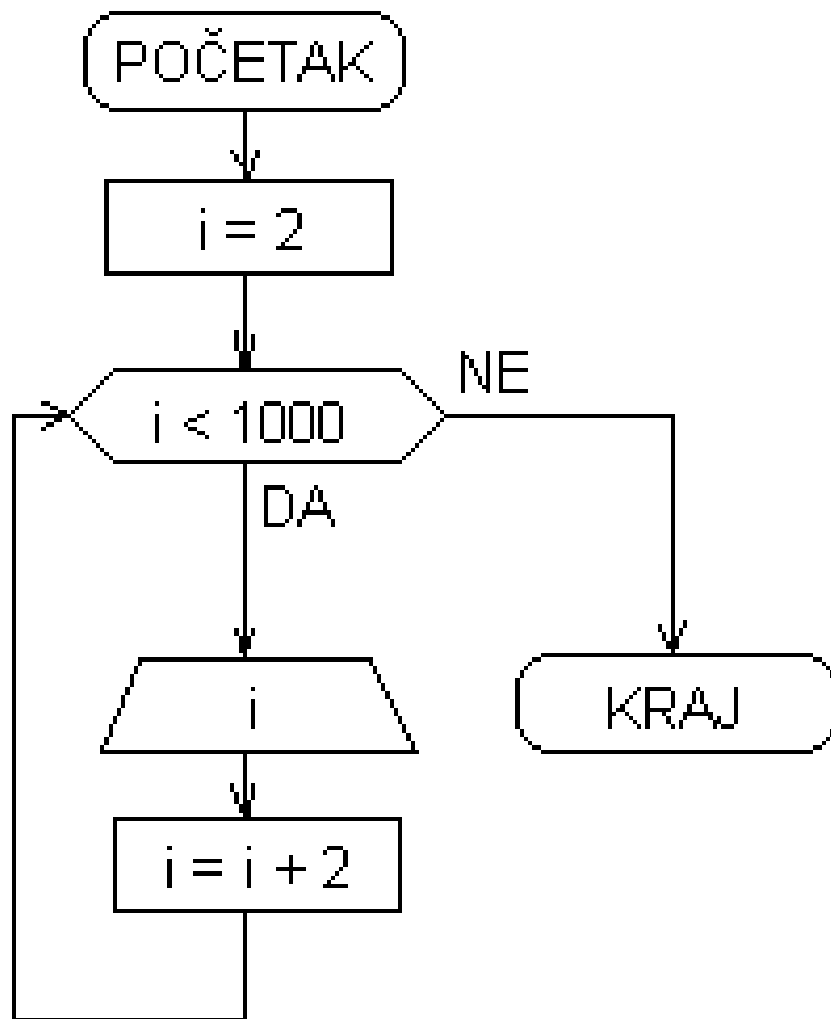 POČETAK
i = 2
i < 1000
NE
DA
i
KRAJ
i = i + 2